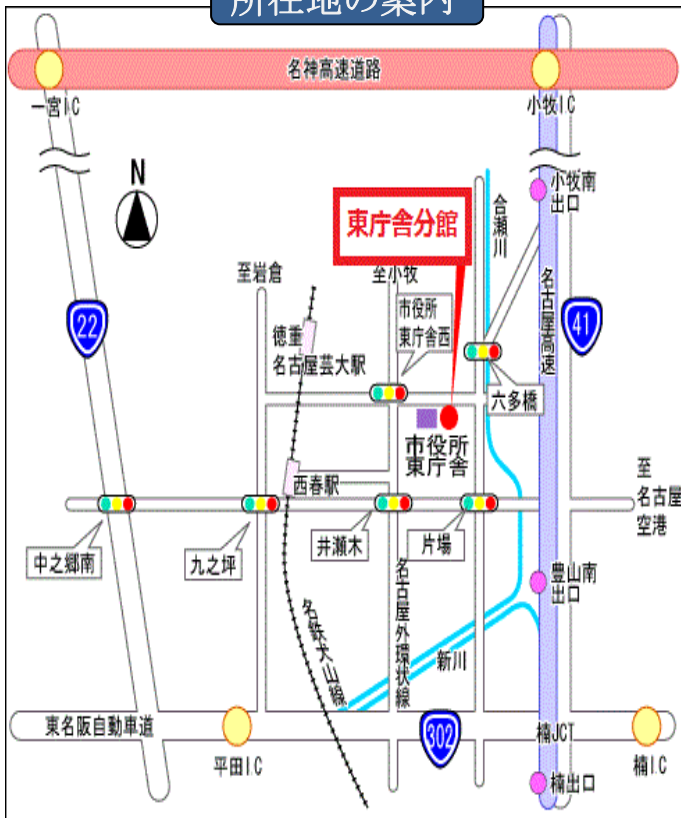 所在地の案内
名神高速道路
一宮I.C
小牧I.C
N
小牧南
出口
東庁舎分館
合瀬川
至岩倉
至小牧
市役所
東庁舎西
名古屋高速
22
41
徳重
名古屋芸大駅
六多橋
市役所
東庁舎
西春駅
至
名古屋
空港
中之郷南
九之坪
井瀬木
片場
名古屋外環状線
豊山南
出口
名鉄犬山線
新川
東名阪自動車道
302
楠JCT
平田I.C
楠I.C
楠出口